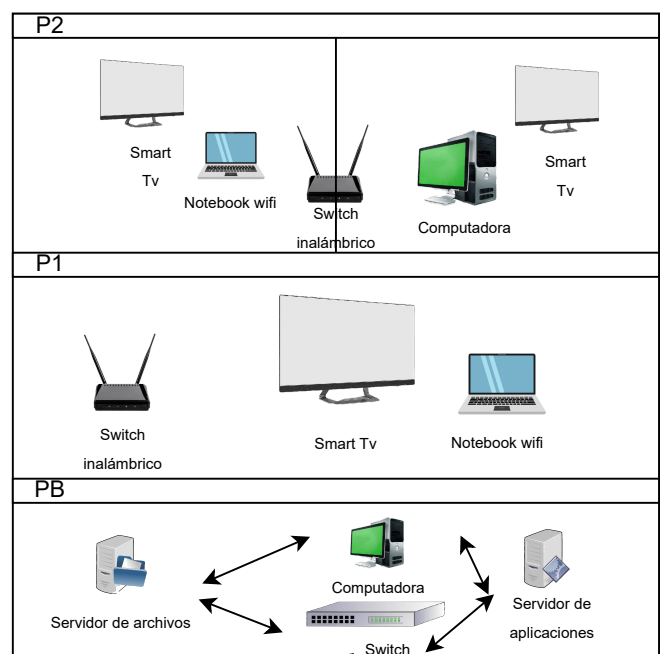 P2
Smart
Tv
Notebook wifi
Switch
inalámbrico
Computadora
Smart
Tv
P1
Switch
inalámbrico
Smart Tv
Notebook wifi
PB
Servidor de archivos
Computadora
Switch
Servidor de
aplicaciones